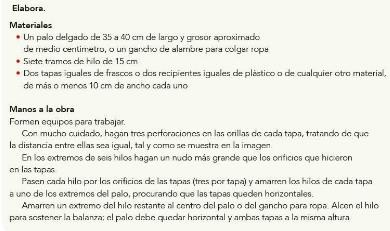 Elabora.
Materiales
• Un palo delgado de 35 a 40 cm de largo y grosor aproximado
de medio centímetro, o un gancho de alambre para colgar ropa
• Siete tramos de hilo de 15 cm
• Dos tapas iguales de frascos o dos recipientes iguales de plástico o de cualquier otro material,
de más o menos 10 cm de ancho cada uno
Manos a la obra
Formen equipos para trabajar.
Con mucho cuidado, hagan tres perforaciones en las orillas de cada tapa, tratando de que
la distancia entre ellas sea igual, tal y como se muestra en la imagen.
En los extremos de seis hilos hagan un nudo más grande que los orificios que hicieron
en las tapas.
Pasen cada hilo por los orificios de las tapas (tres por tapa) y amarren los hilos de cada tapa
a uno de los extremos del palo, procurando que las tapas queden horizontales.
Amarren un extremo del hilo restante al centro del palo o del gancho para ropa. Alcen el hilo
para sostener la balanza; el palo debe quedar horizontal y ambas tapas a la misma altura.